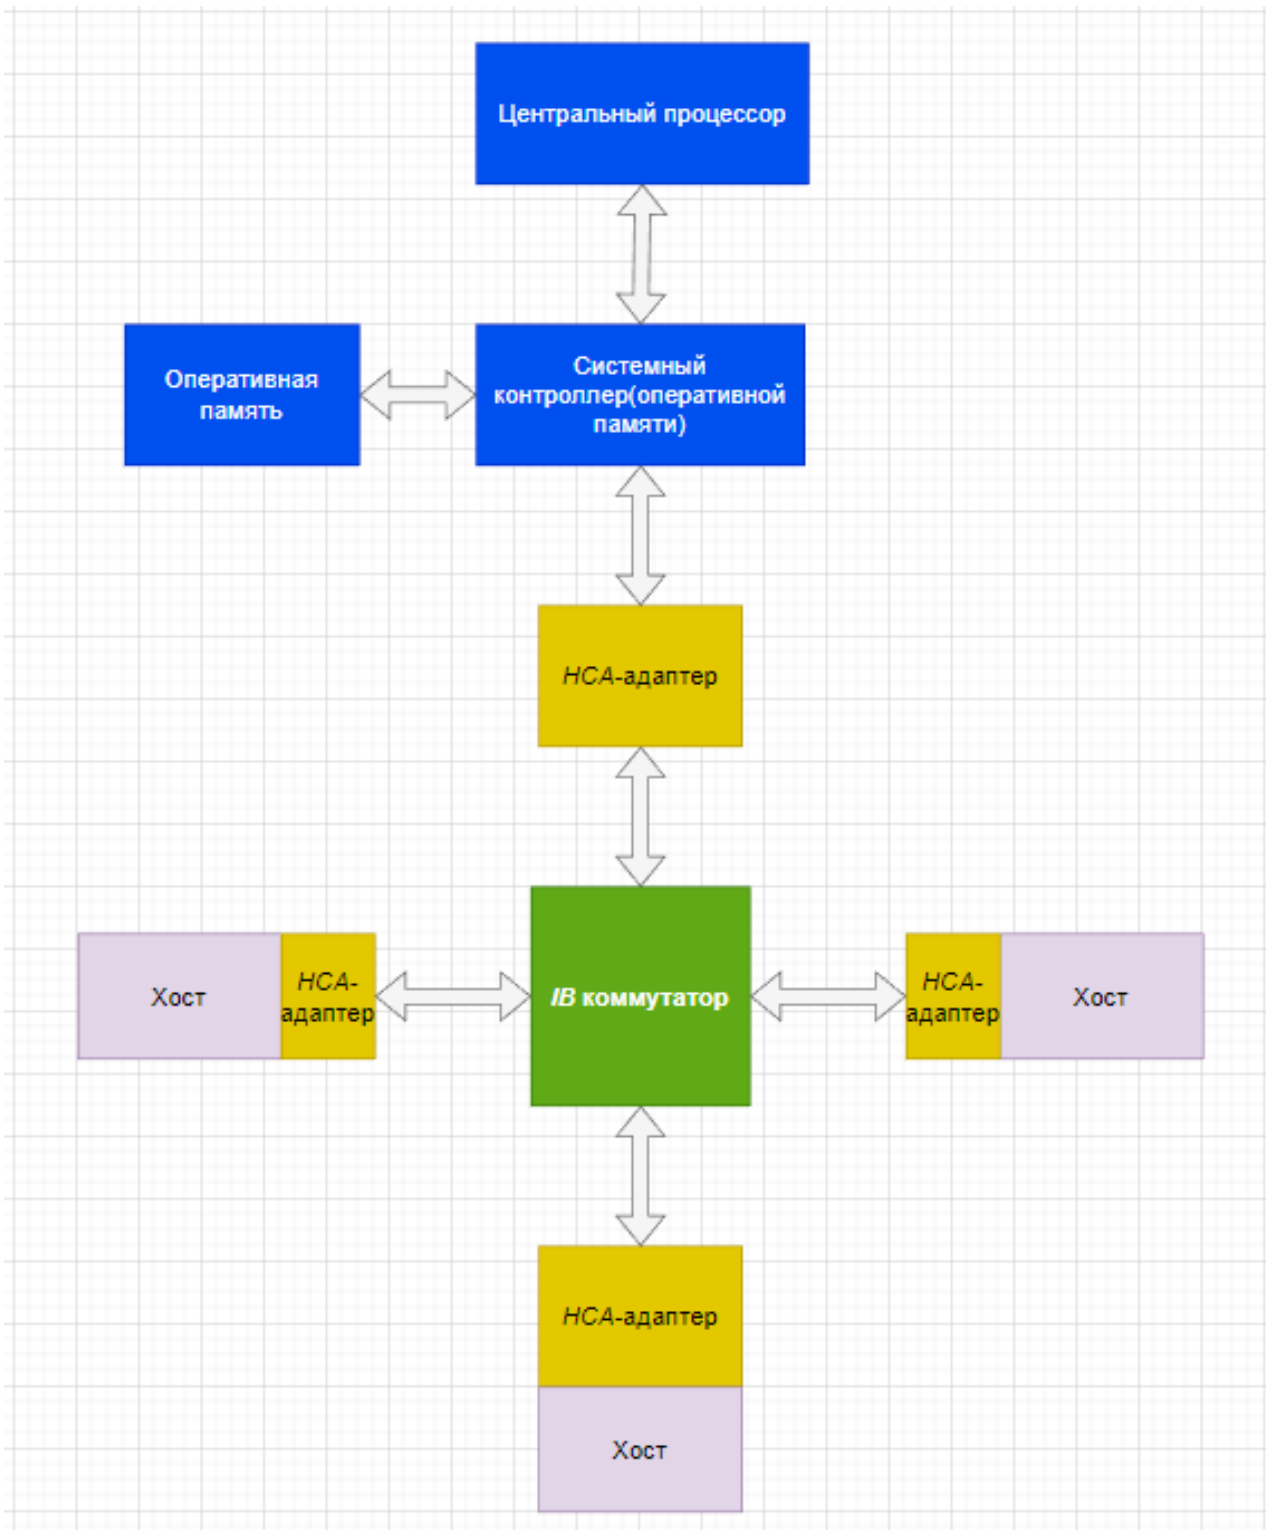 Центральный процессор
Оперативная
память
Системный
контроллер(оперативной
памяти)
HCA-адаптер
Хост
HCA-
адаптер
IB коммутатор
HCA-
адаптер
Хост
HCA-адаптер
Хост